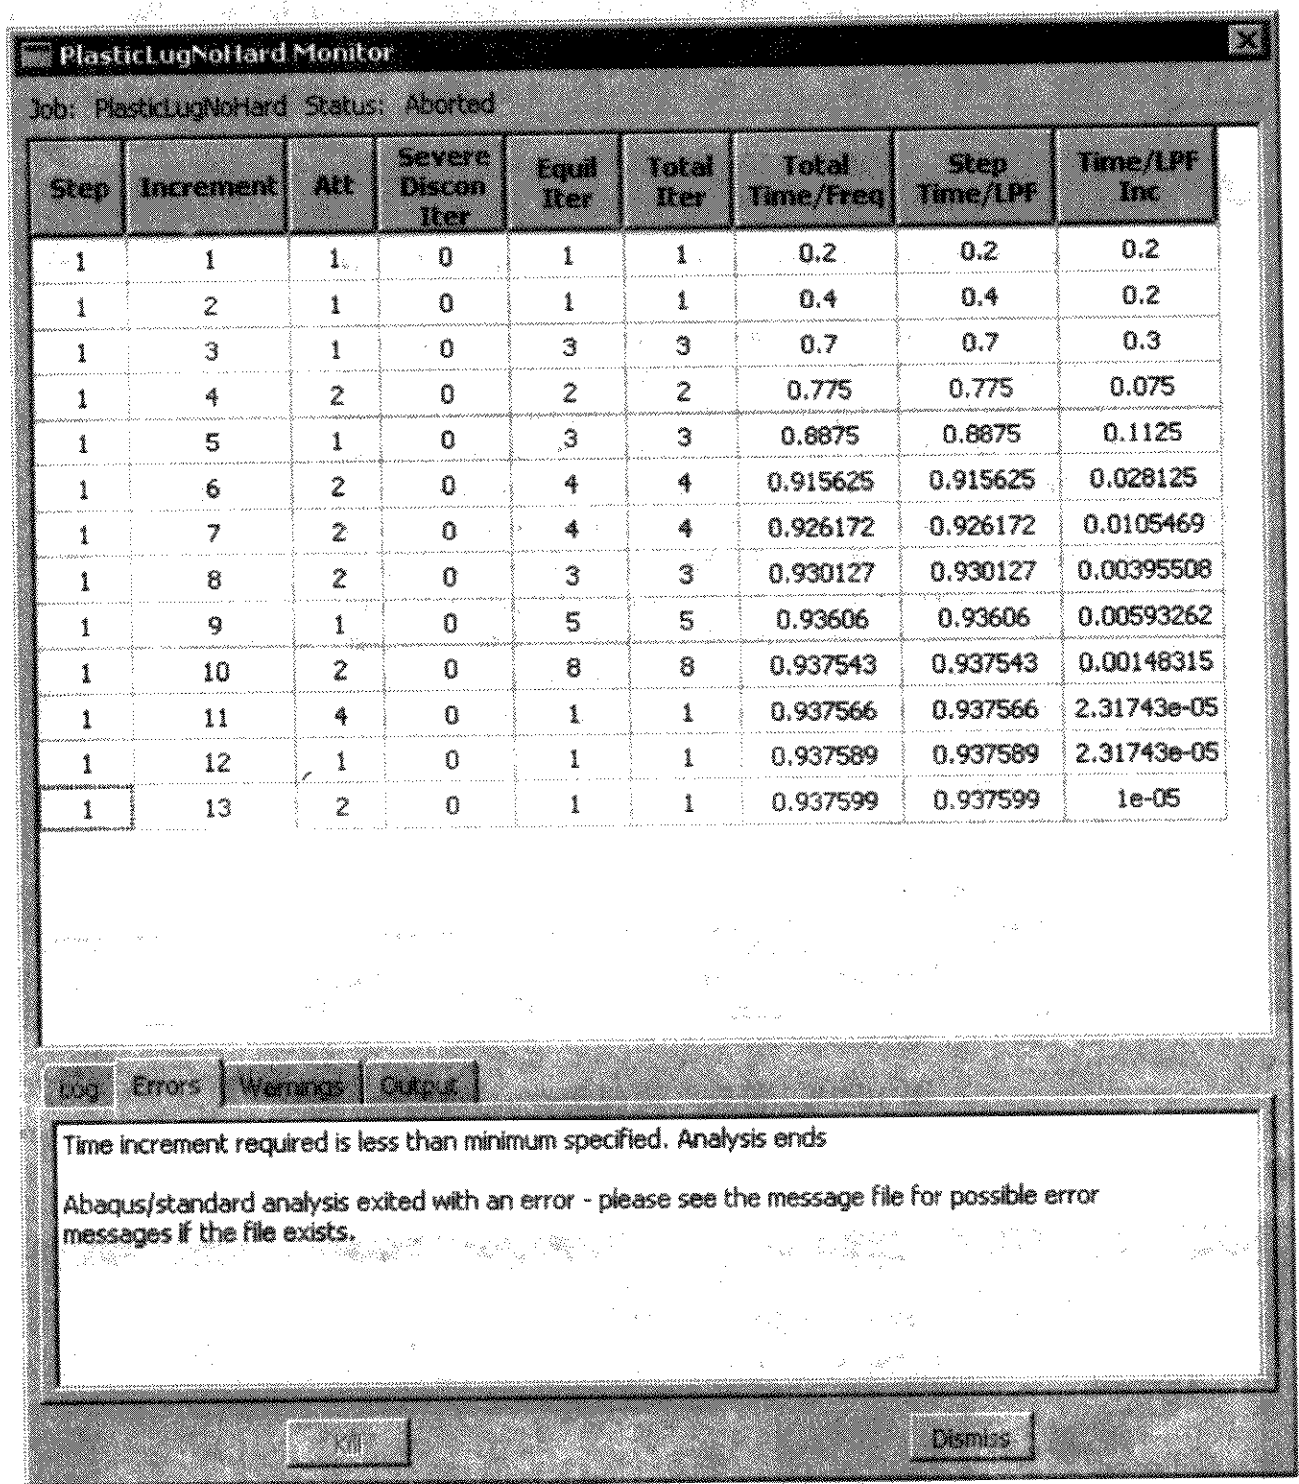 PlasticLugNoHard Monitor
Job: PlasticLugNoHard Status: Aborted
Step Increment Att Severe Discon Iter Equil Iter Total Iter Total Time/Freq Step Time/LPF Time/LPF Inc
1 1 1 0 1 1 0.2 0.2 0.2
1 2 1 0 1 1 0.4 0.4 0.2
1 3 1 0 3 3 0.7 0.7 0.3
1 4 2 0 2 2 0.775 0.775 0.075
1 5 1 0 3 3 0.8875 0.8875 0.1125
1 6 2 0 4 4 0.915625 0.915625 0.028125
1 7 2 0 4 4 0.926172 0.926172 0.0105469
1 8 2 0 3 3 0.930127 0.930127 0.00395508
1 9 1 0 5 5 0.93606 0.93606 0.00593262
1 10 2 0 8 8 0.937543 0.937543 0.00148315
1 11 4 0 1 1 0.937566 0.937566 2.31743e-05
1 12 1 0 1 1 0.937589 0.937589 2.31743e-05
1 13 2 0 1 1 0.937599 0.937599 1e-05
Log Errors Warnings Output
Time increment required is less than minimum specified. Analysis ends
Abaqus/standard analysis exited with an error - please see the message file for possible error
messages if the file exists.
Kill Dismiss